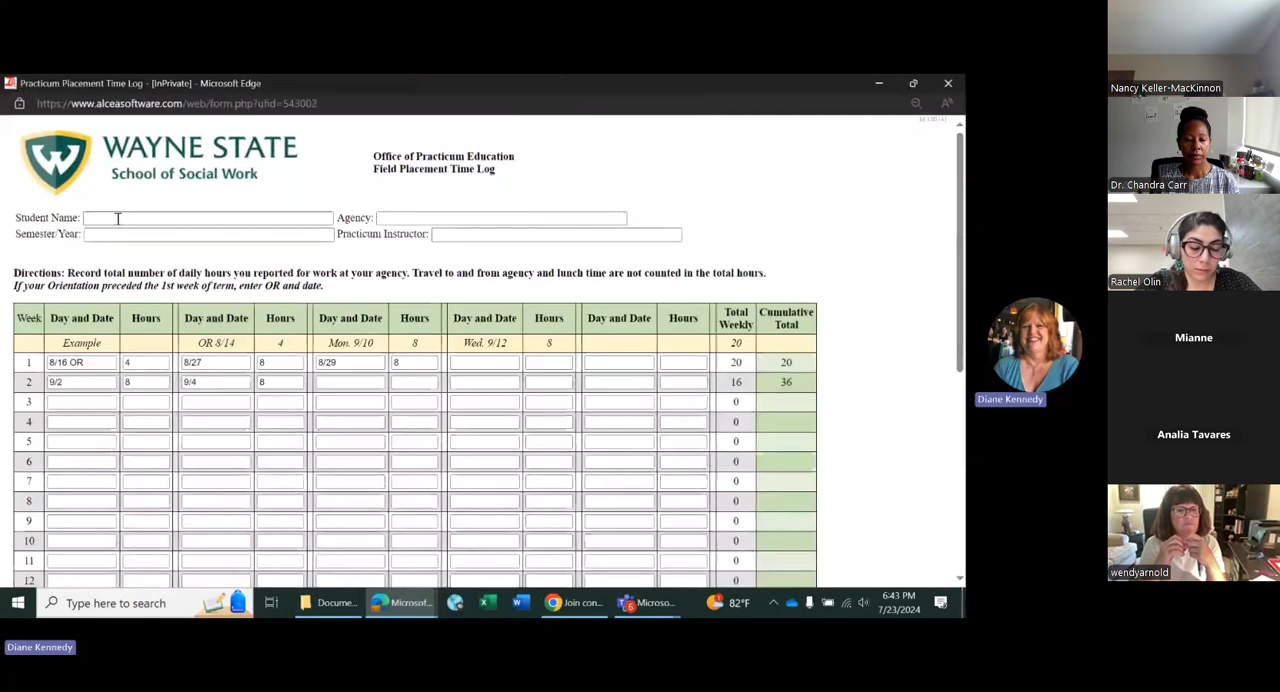 Practicum Placement Time Log - [InPrivate] - Microsoft Edge
https://www.alceasoftware.com/web/form.php?ufid=543002
WAYNE STATE
School of Social Work
Office of Practicum Education
Field Placement Time Log
Student Name: Agency:
Semester/Year: Practicum Instructor:
Directions: Record total number of daily hours you reported for work at your agency. Travel to and from agency and lunch time are not counted in the total hours.
If your Orientation preceded the 1st week of term, enter OR and date.
Week Day and Date Hours Day and Date Hours Day and Date Hours Day and Date Hours Day and Date Hours Total Weekly Cumulative Total
Example OR 8/14 4 Mon. 9/10 8 Wed. 9/12 8 20
1 8/16 OR 4 8/27 8 8/29 8 20 20
2 9/2 8 9/4 8 16 36
3 0
4 0
5 0
6 0
7 0
8 0
9 0
10 0
11 0
12 0
Type here to search Docume... Microsof... Join con... Microso... 82°F 6:43 PM
7/23/2024
Diane Kennedy
Nancy Keller-MacKinnon
Dr. Chandra Carr
Rachel Olin
Mianne
Diane Kennedy
Analia Tavares
wendyarnold